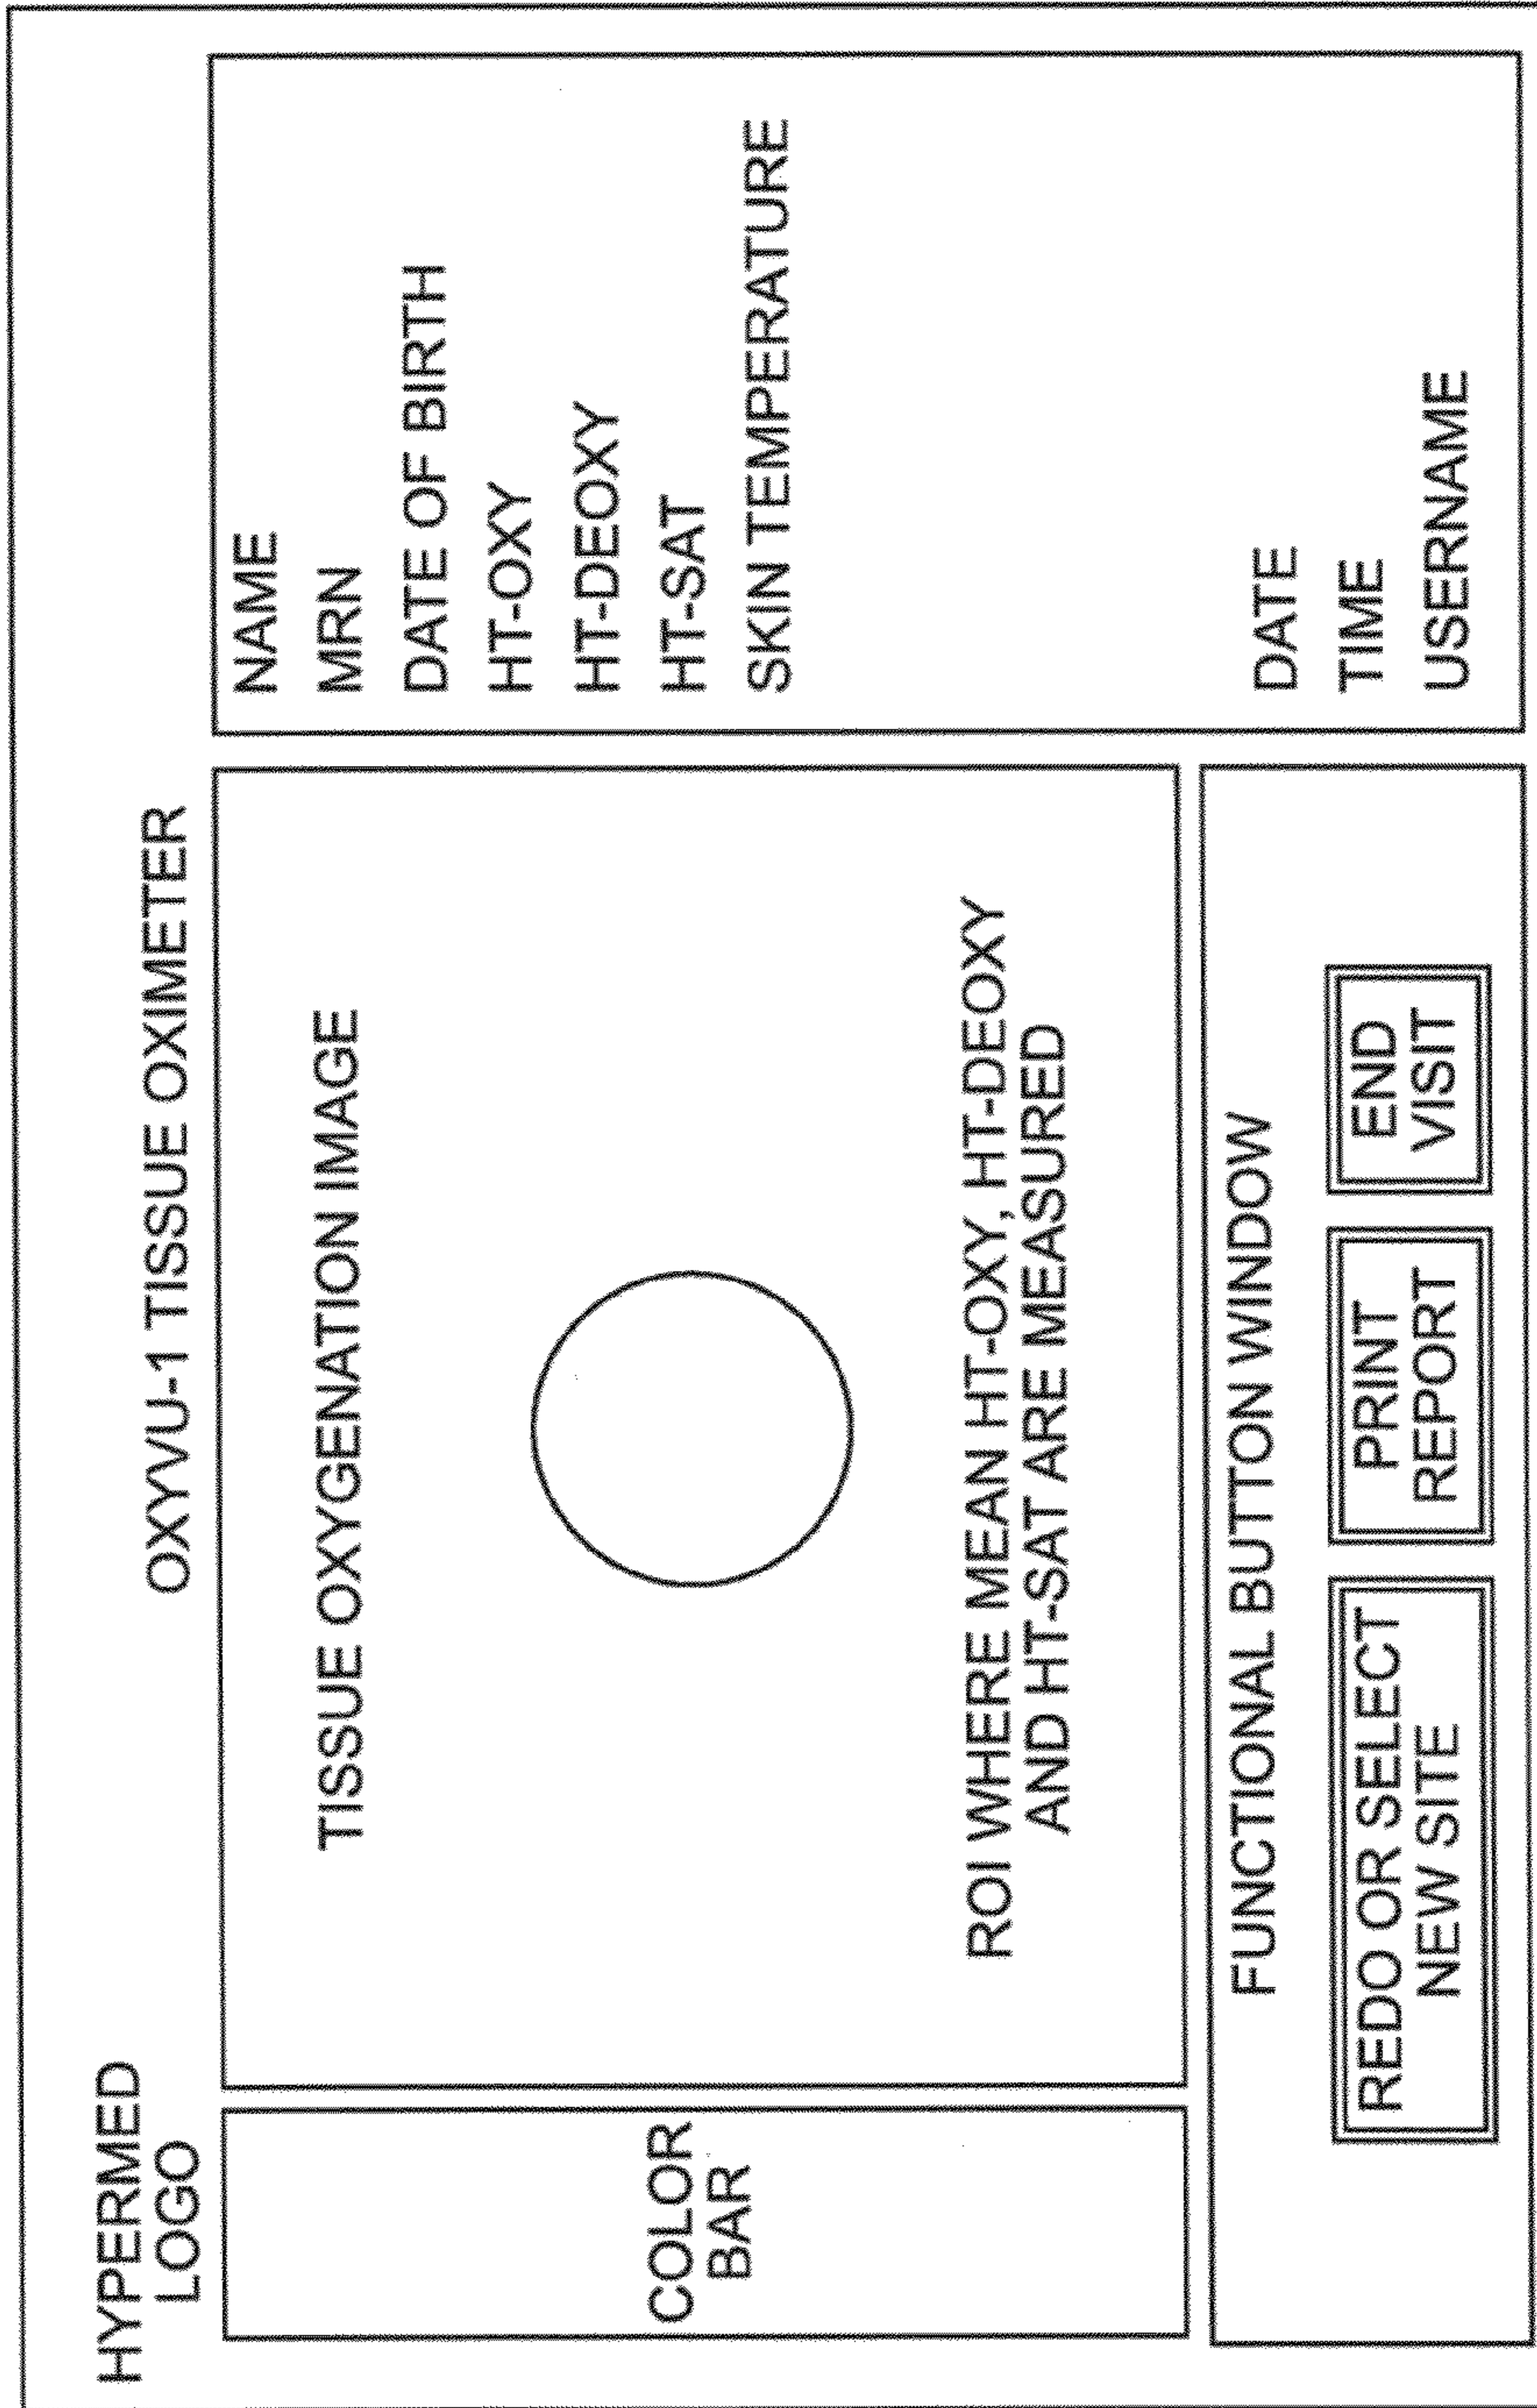 HYPERMED
LOGO
OXYVU-1 TISSUE OXIMETER
COLOR
BAR
TISSUE OXYGENATION IMAGE
ROI WHERE MEAN HT-OXY, HT-DEOXY
AND HT-SAT ARE MEASURED
NAME
MRN
DATE OF BIRTH
HT-OXY
HT-DEOXY
HT-SAT
SKIN TEMPERATURE
DATE
TIME
USERNAME
FUNCTIONAL BUTTON WINDOW
REDO OR SELECT
NEW SITE
PRINT
REPORT
END
VISIT